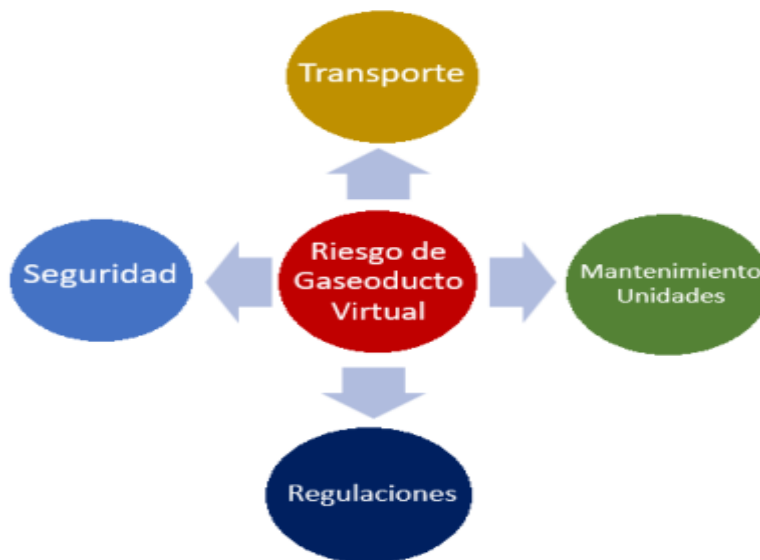 Transporte
Seguridad
Riesgo de
Gaseoducto
Virtual
Mantenimiento
Unidades
Regulaciones